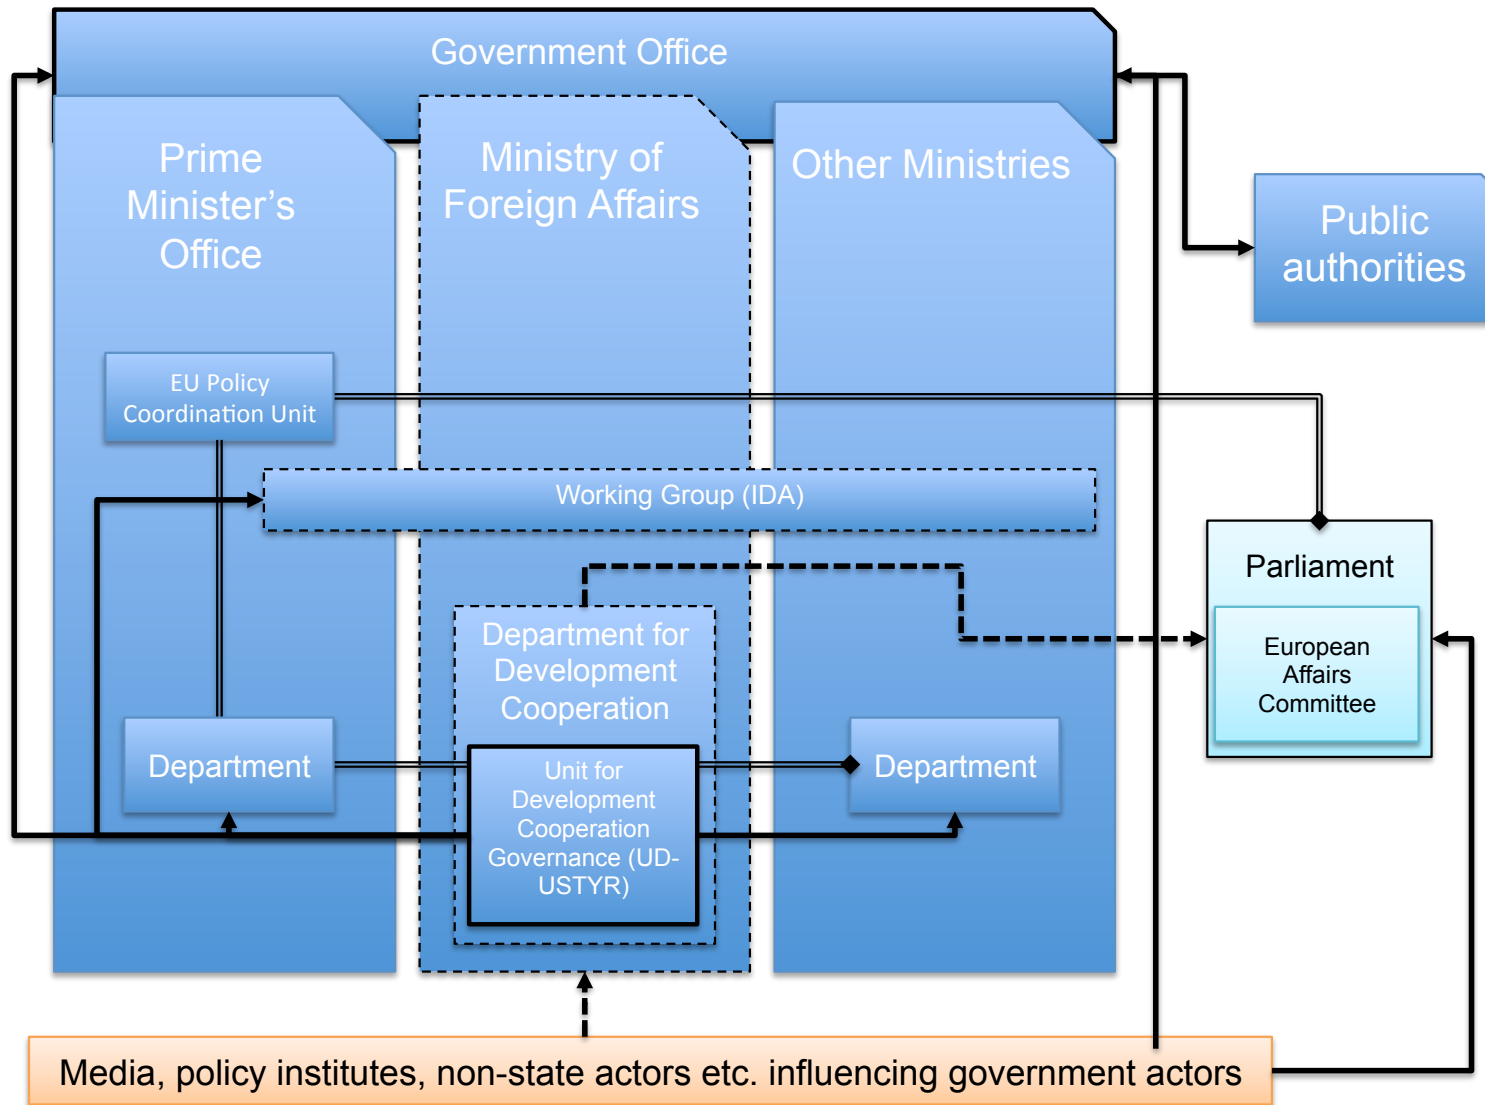 Government Office
Prime
Minister’s
Office
Ministry of
Foreign Affairs
Other Ministries
Public
authorities
EU Policy
Coordination Unit
Working Group (IDA)
Parliament
European
Affairs
Committee
Department for
Development
Cooperation
Department
Unit for
Development
Cooperation
Governance (UD-
USTYR)
Department
Media, policy institutes, non-state actors etc. influencing government actors